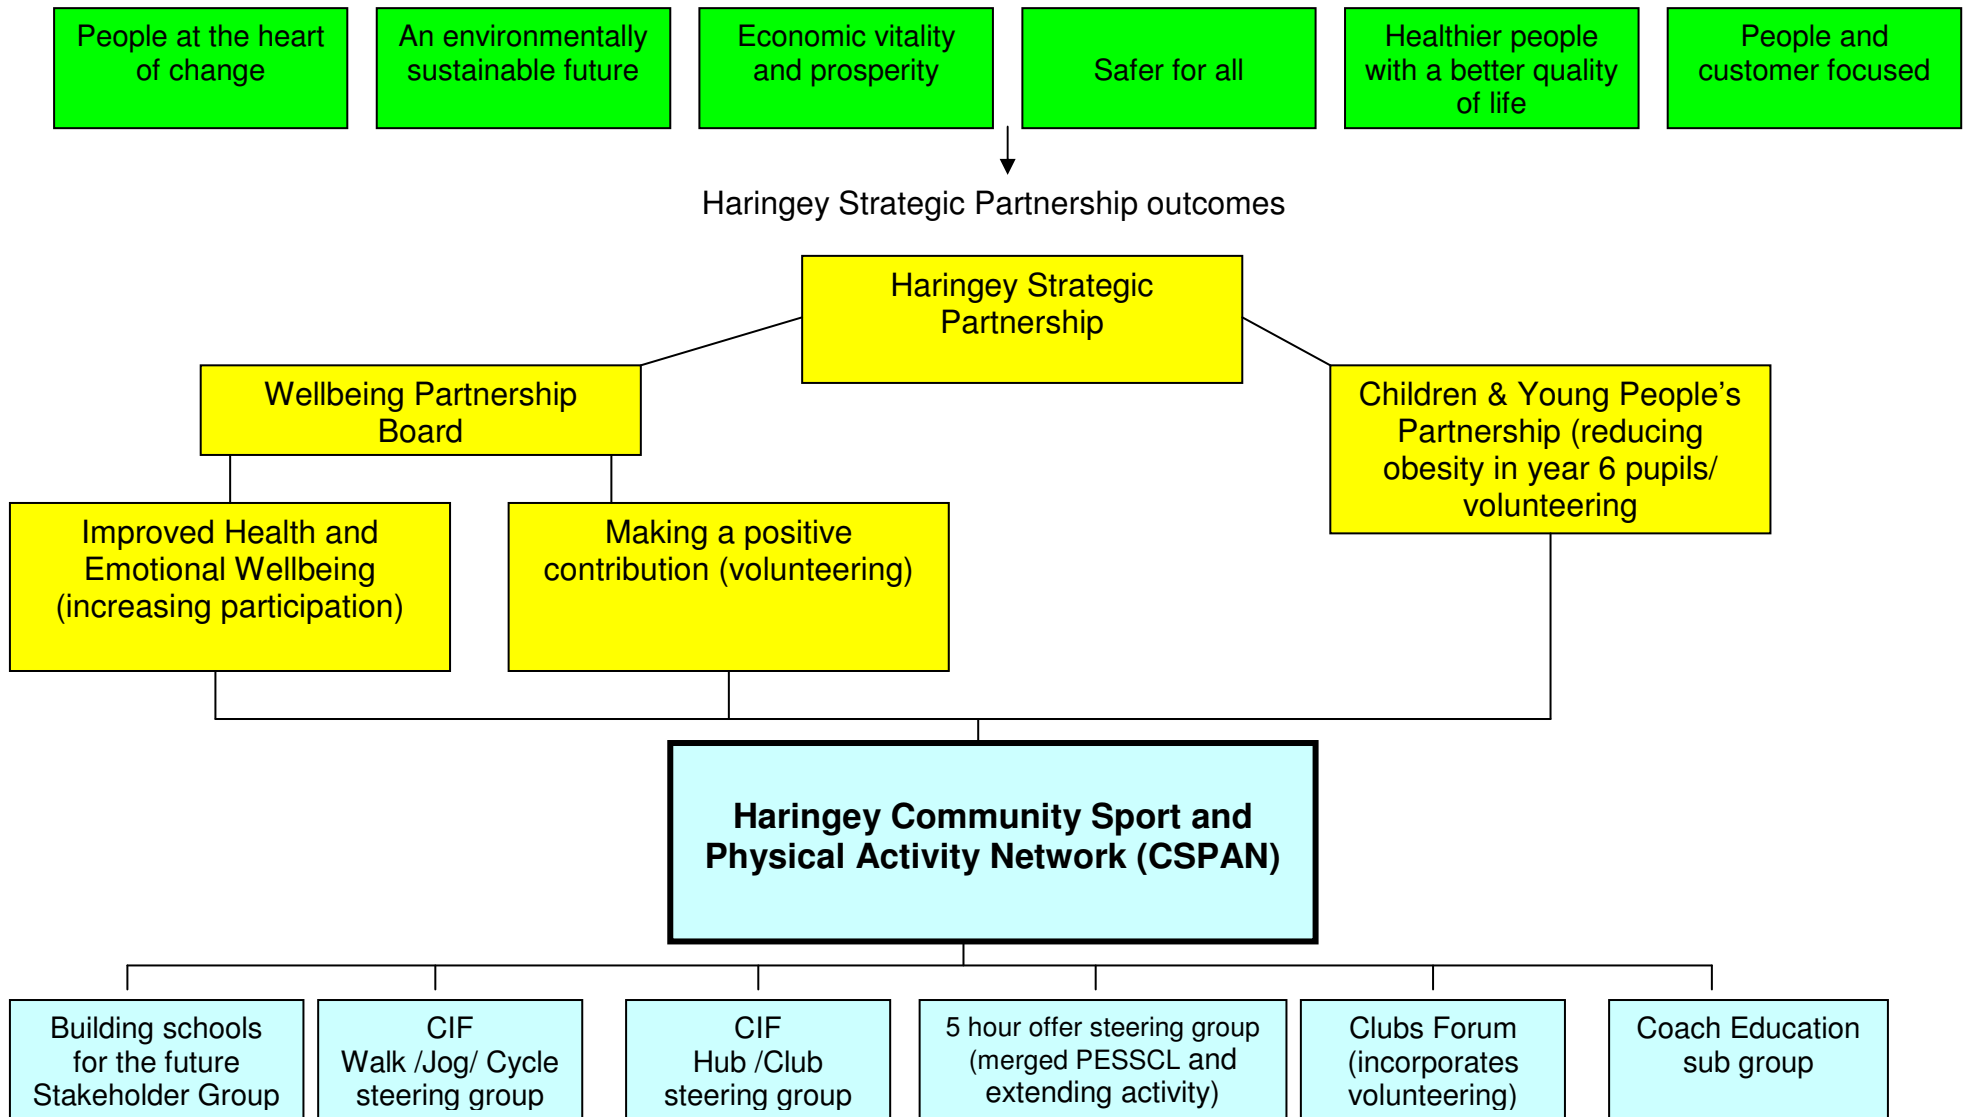 People at the heart
of change
An environmentally
sustainable future
Economic vitality
and prosperity
Safer for all
Healthier people
with a better quality
of life
People and
customer focused
Haringey Strategic Partnership outcomes
Haringey Strategic
Partnership
Wellbeing Partnership
Board
Children & Young People’s
Partnership (reducing
obesity in year 6 pupils/
volunteering
Improved Health and
Emotional Wellbeing
(increasing participation)
Making a positive
contribution (volunteering)
Haringey Community Sport and
Physical Activity Network (CSPAN)
Building schools
for the future
Stakeholder Group
CIF
Walk /Jog/ Cycle
steering group
CIF
Hub /Club
steering group
5 hour offer steering group
(merged PESSCL and
extending activity)
Clubs Forum
(incorporates
volunteering)
Coach Education
sub group